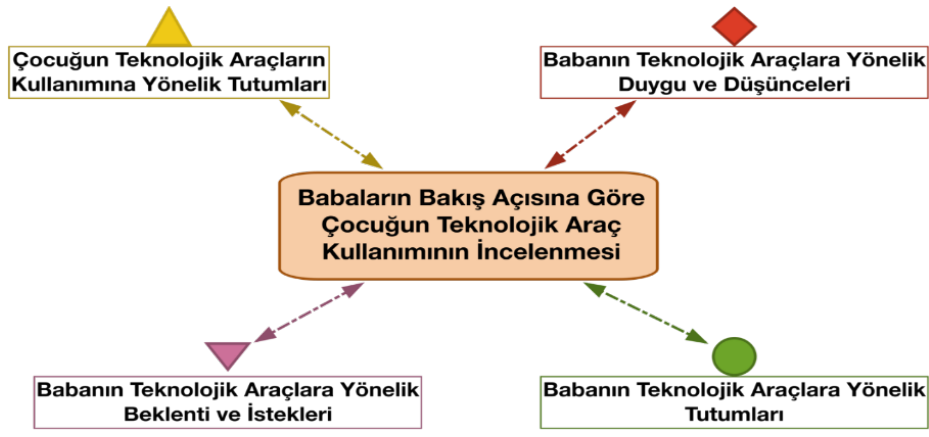 Çocuğun Teknolojik Araçların
Kullanımına Yönelik Tutumları
Babanın Teknolojik Araçlara Yönelik
Duygu ve Düşünceleri
Babaların Bakış Açısına Göre
Çocuğun Teknolojik Araç
Kullanımının İncelenmesi
Babanın Teknolojik Araçlara Yönelik
Beklenti ve İstekleri
Babanın Teknolojik Araçlara Yönelik
Tutumları